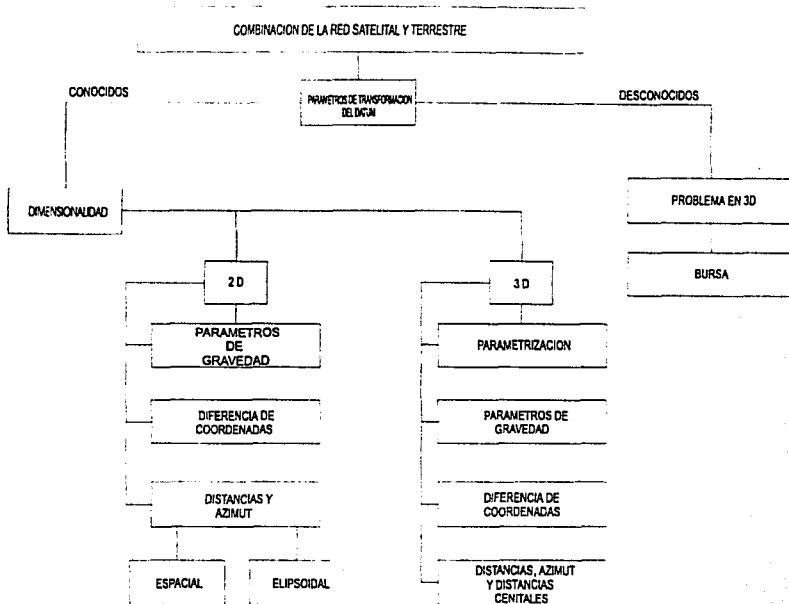 COMBINACION DE LA RED SATELITAL Y TERRESTRE
CONOCIDOS
PARAMETROS DE TRANSFORMACION
DEL DATUM
DESCONOCIDOS
DIMENSIONALIDAD
PROBLEMA EN 3D
BURSA
2 D
3 D
PARAMETROS
DE
GRAVEDAD
PARAMETRIZACION
DIFERENCIA DE
COORDENADAS
PARAMETROS DE
GRAVEDAD
DISTANCIAS Y
AZIMUT
DIFERENCIA DE
COORDENADAS
ESPACIAL
ELIPSOIDAL
DISTANCIAS, AZIMUT
Y DISTANCIAS
CENITALES